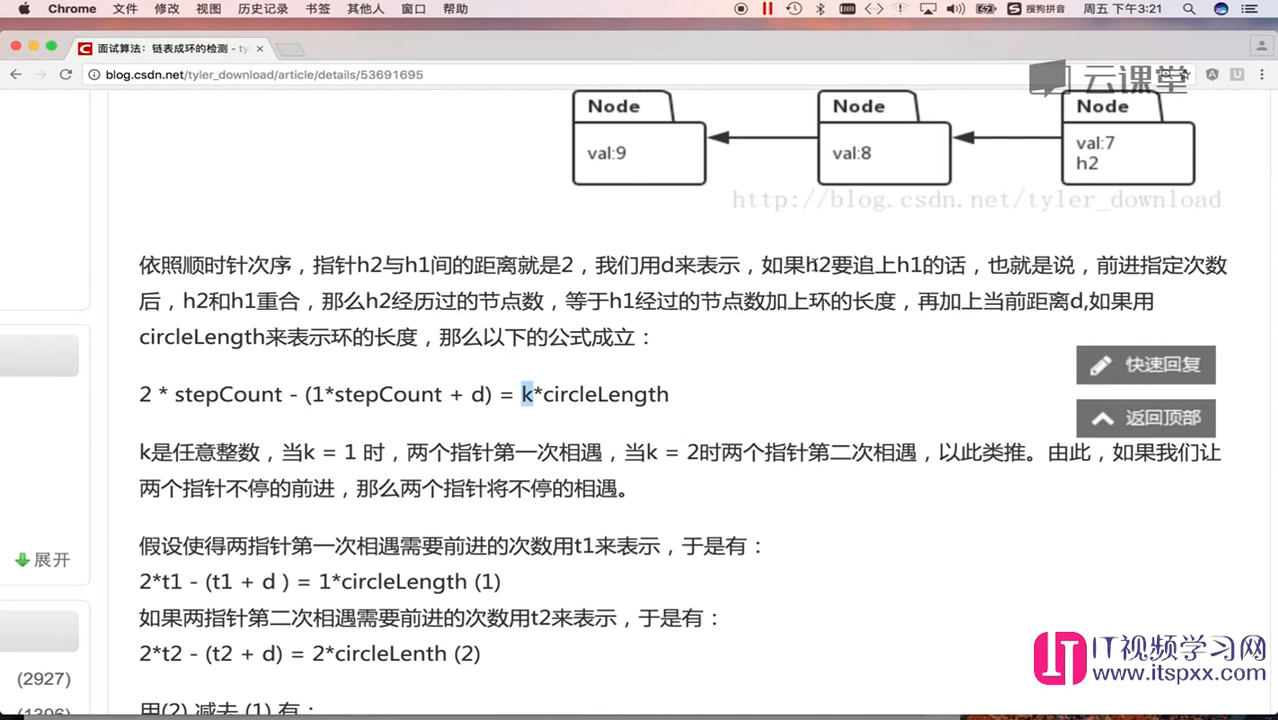 Chrome 文件 修改 视图 历史记录 书签 其他人 窗口 帮助 搜狗拼音 周五 下午3:21
面试算法：链表成环的检测 - ty
blog.csdn.net/tyler_download/article/details/53691695
云课堂
Node Node Node
val:9 val:8 val:7
h2
http://blog.csdn.net/tyler_download
依照顺时针次序，指针h2与h1间的距离就是2，我们用d来表示，如果h2要追上h1的话，也就是说，前进指定次数
后，h2和h1重合，那么h2经历过的节点数，等于h1经过的节点数加上环的长度，再加上当前距离d,如果用
circleLength来表示环的长度，那么以下的公式成立：
快速回复
2 * stepCount - (1*stepCount + d) = k*circleLength
返回顶部
k是任意整数，当k = 1 时，两个指针第一次相遇，当k = 2时两个指针第二次相遇，以此类推。由此，如果我们让
两个指针不停的前进，那么两个指针将不停的相遇。
假设使得两指针第一次相遇需要前进的次数用t1来表示，于是有：
展开
2*t1 - (t1 + d ) = 1*circleLength (1)
如果两指针第二次相遇需要前进的次数用t2来表示，于是有：
2*t2 - (t2 + d) = 2*circleLenth (2)
IT视频学习网
www.itspxx.com
(2927)
用(2) 减去 (1) 有：